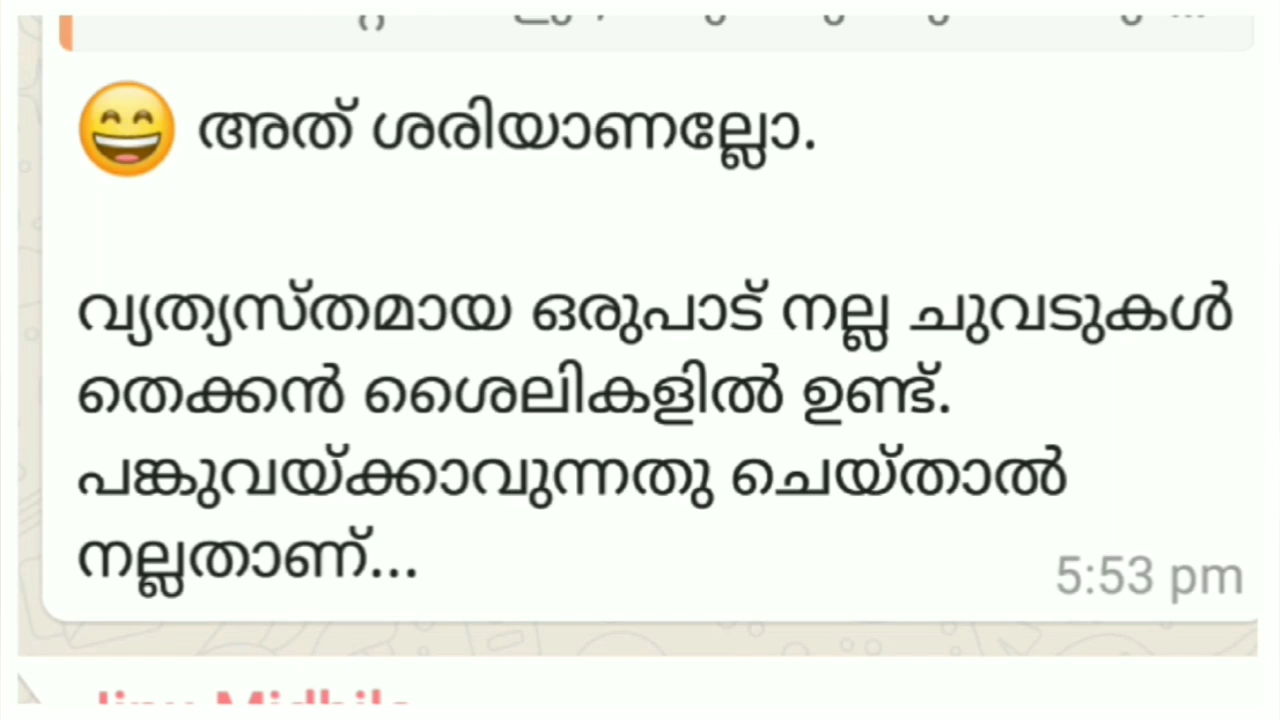 😄 അത് ശരിയാണല്ലോ.
വ്യത്യസ്തമായ ഒരുപാട് നല്ല ചുവടുകൾ
തെക്കൻ ശൈലികളിൽ ഉണ്ട്.
പങ്കുവയ്ക്കാവുന്നതു ചെയ്താൽ
നല്ലതാണ്...
5:53 pm